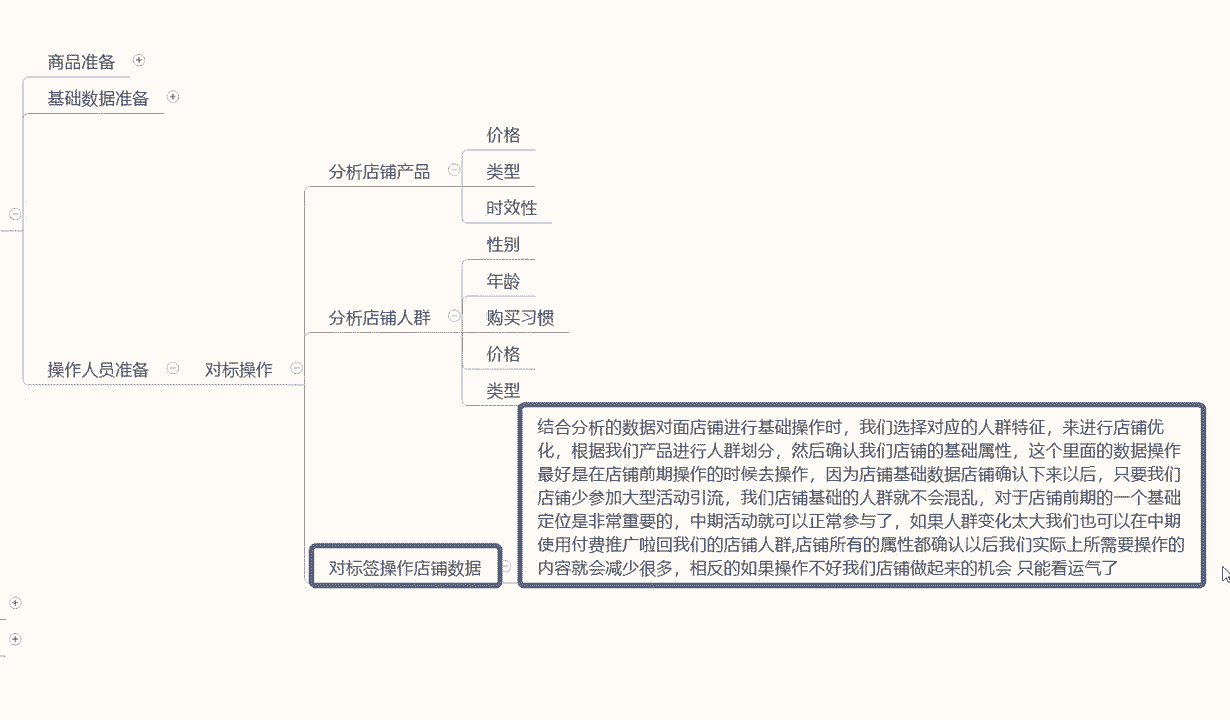 商品准备
基础数据准备
价格
分析店铺产品
类型
时效性
性别
年龄
分析店铺人群
购买习惯
价格
操作人员准备
对标操作
类型
结合分析的数据对面店铺进行基础操作时，我们选择对应的人群特征，来进行店铺优
化，根据我们产品进行人群划分，然后确认我们店铺的基础属性，这个里面的数据操作
最好是在店铺前期操作的时候去操作，因为店铺基础数据店铺确认下来以后，只要我们
店铺少参加大型活动引流，我们店铺基础的人群就不会混乱，对于店铺前期的一个基础
定位是非常重要的，中期活动就可以正常参与了，如果人群变化太大我们也可以在中期
使用付费推广啦回我们的店铺人群,店铺所有的属性都确认以后我们实际上所需要操作的
内容就会减少很多，相反的如果操作不好我们店铺做起来的机会 只能看运气了
对标签操作店铺数据